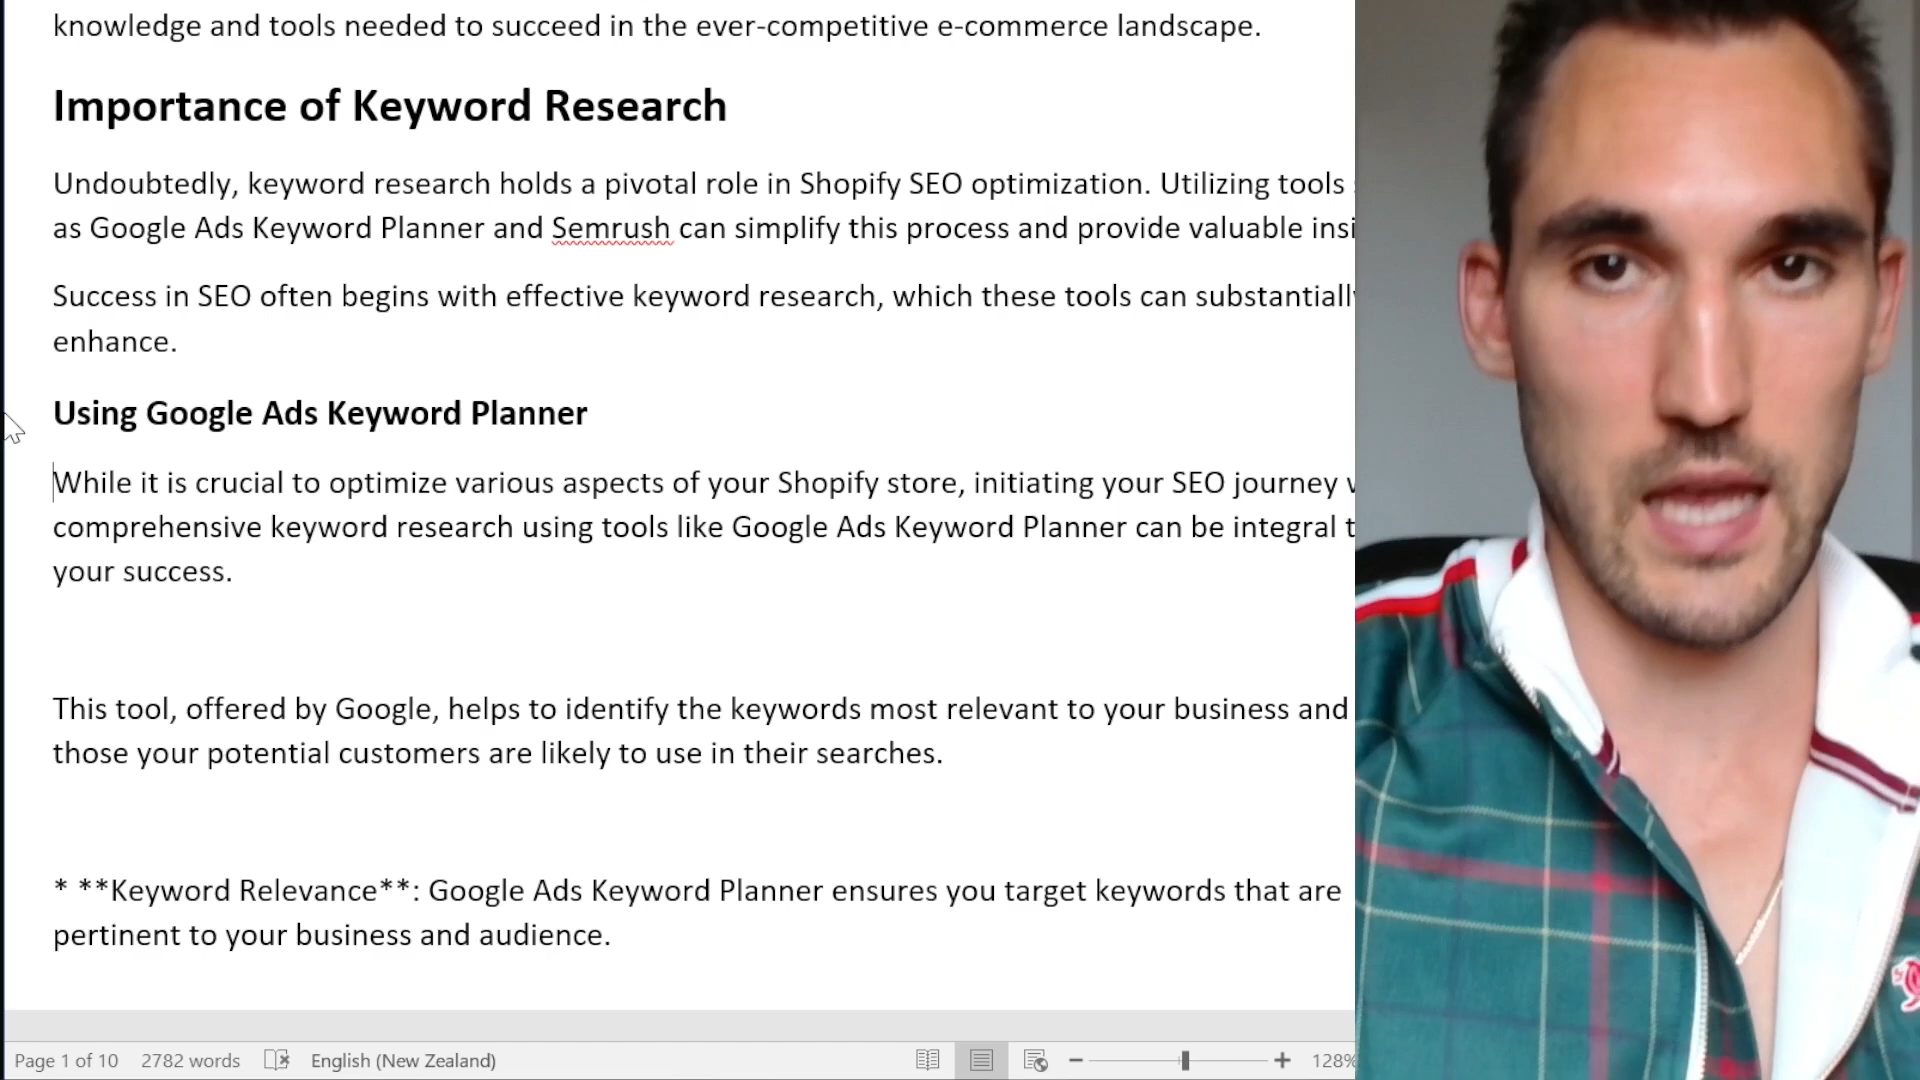 knowledge and tools needed to succeed in the ever-competitive e-commerce landscape.
Importance of Keyword Research
Undoubtedly, keyword research holds a pivotal role in Shopify SEO optimization. Utilizing tools
as Google Ads Keyword Planner and Semrush can simplify this process and provide valuable
Success in SEO often begins with effective keyword research, which these tools can
enhance.
Using Google Ads Keyword Planner
While it is crucial to optimize various aspects of your Shopify store, initiating your SEO journey
comprehensive keyword research using tools like Google Ads Keyword Planner can be integral
your success.
This tool, offered by Google, helps to identify the keywords most relevant to your business and
those your potential customers are likely to use in their searches.
* **Keyword Relevance**: Google Ads Keyword Planner ensures you target keywords that are
pertinent to your business and audience.
Page 1 of 10 2782 words English (New Zealand) 128%